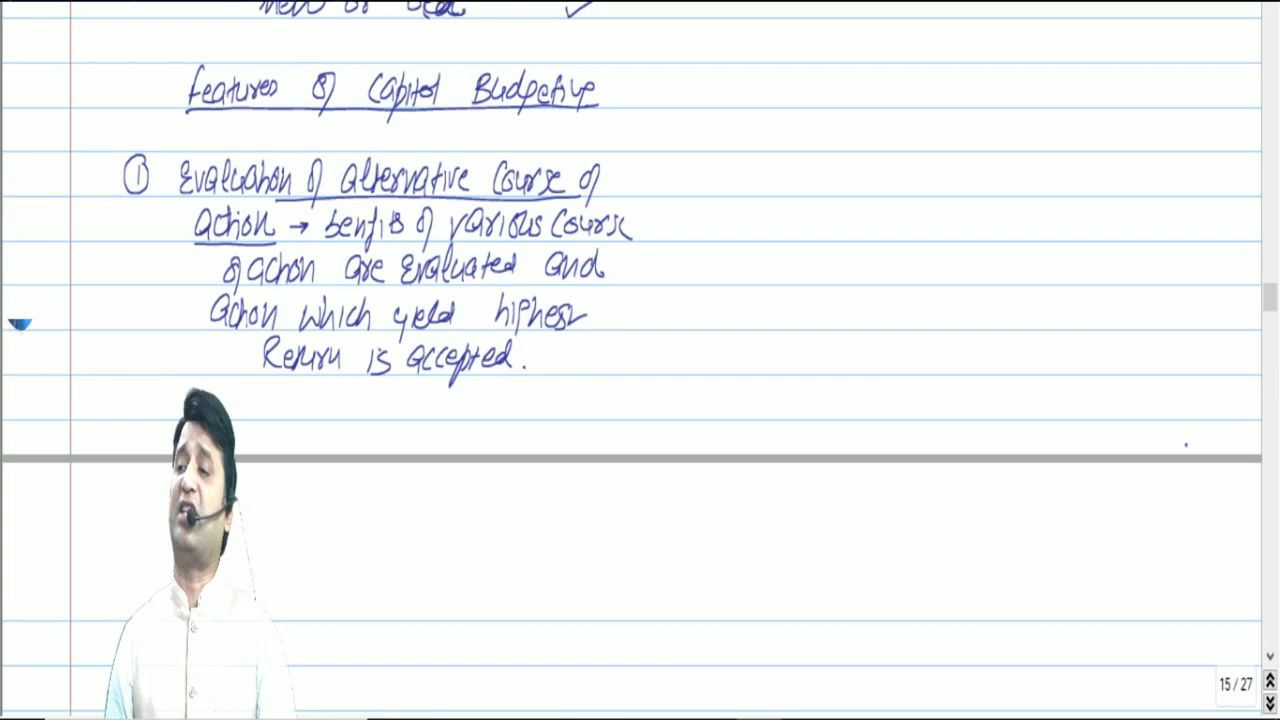 Features of Capital Budgeting
① Evaluation of alternative Course of
action → benfits of various Course
of action are Evaluated and
action which yield highest
Return is accepted.
15 / 27